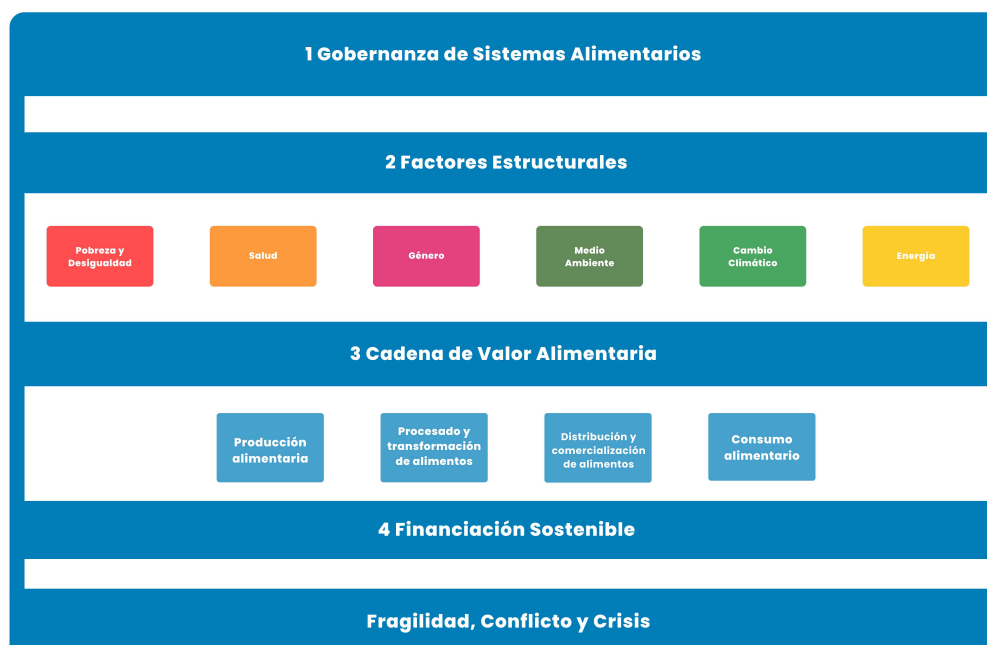 1 Gobernanza de Sistemas Alimentarios
2 Factores Estructurales
Pobreza y
Desigualdad
Salud
Género
Medio
Ambiente
Cambio
Climático
Energía
3 Cadena de Valor Alimentaria
Producción
alimentaria
Procesado y
transformación
de alimentos
Distribución y
comercialización
de alimentos
Consumo
alimentario
4 Financiación Sostenible
Fragilidad, Conflicto y Crisis